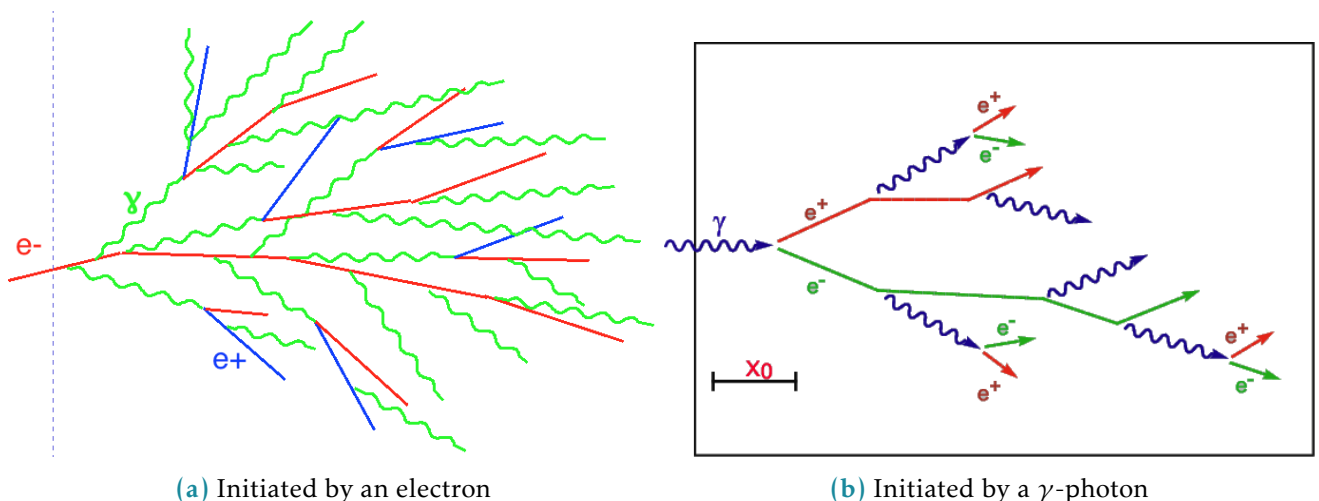 γ
e-
e+
γ
e⁺
e⁻
e⁺
e⁻
e⁻
e⁺
e⁺
e⁻
X₀
(a) Initiated by an electron
(b) Initiated by a γ-photon